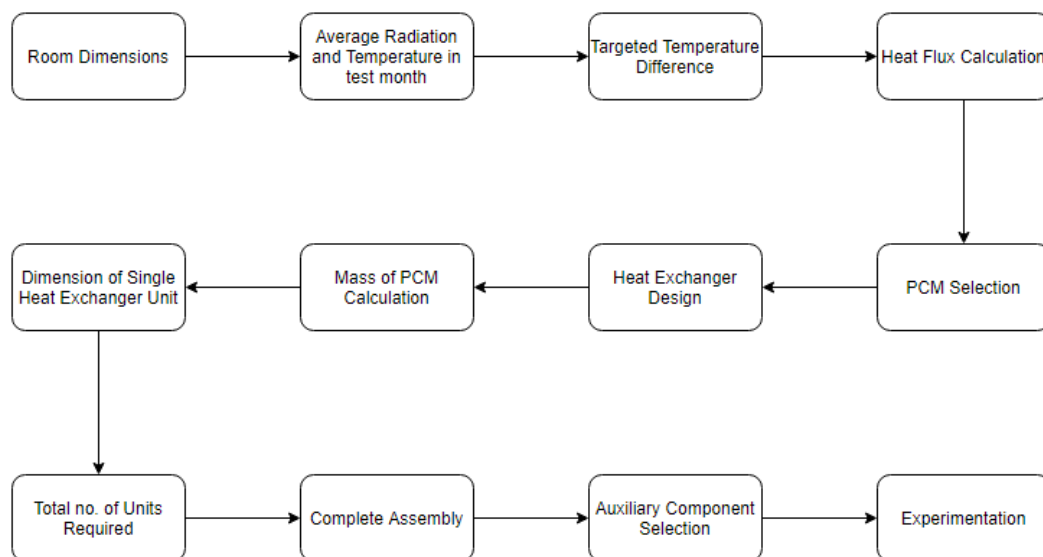 Room Dimensions
Average Radiation
and Temperature in
test month
Targeted Temperature
Difference
Heat Flux Calculation
PCM Selection
Heat Exchanger
Design
Mass of PCM
Calculation
Dimension of Single
Heat Exchanger Unit
Total no. of Units
Required
Complete Assembly
Auxiliary Component
Selection
Experimentation